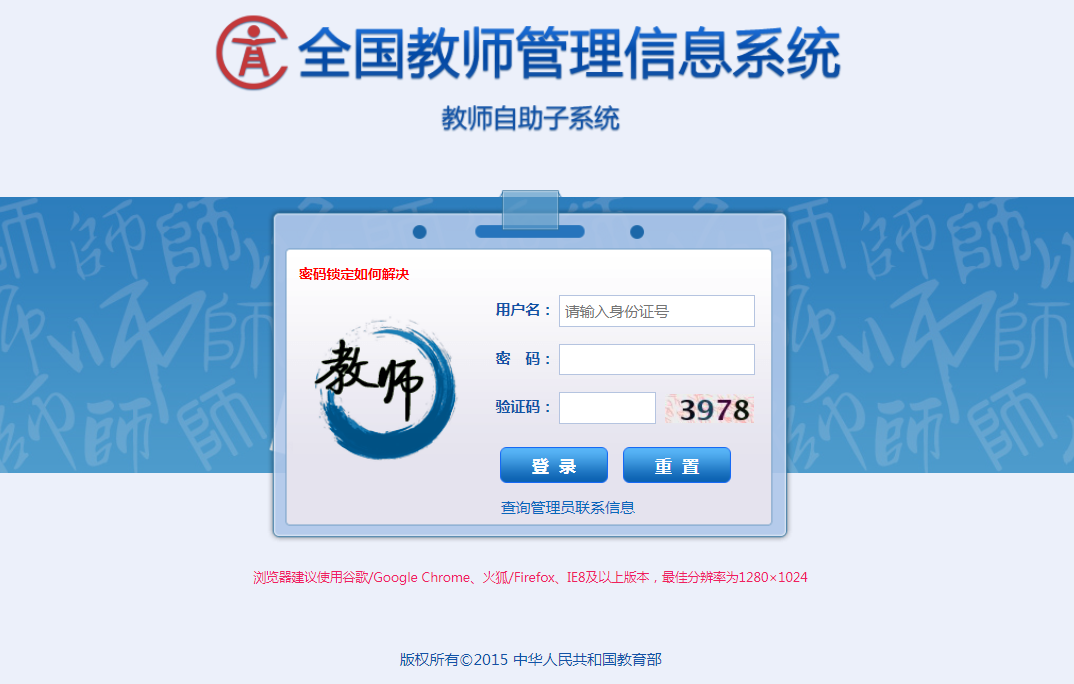 全国教师管理信息系统
教师自助子系统
密码锁定如何解决
用户名： 请输入身份证号
教师
密 码：
验证码： 3978
登 录 重 置
查询管理员联系信息
浏览器建议使用谷歌/Google Chrome、火狐/Firefox、IE8及以上版本，最佳分辨率为1280×1024
版权所有©2015 中华人民共和国教育部